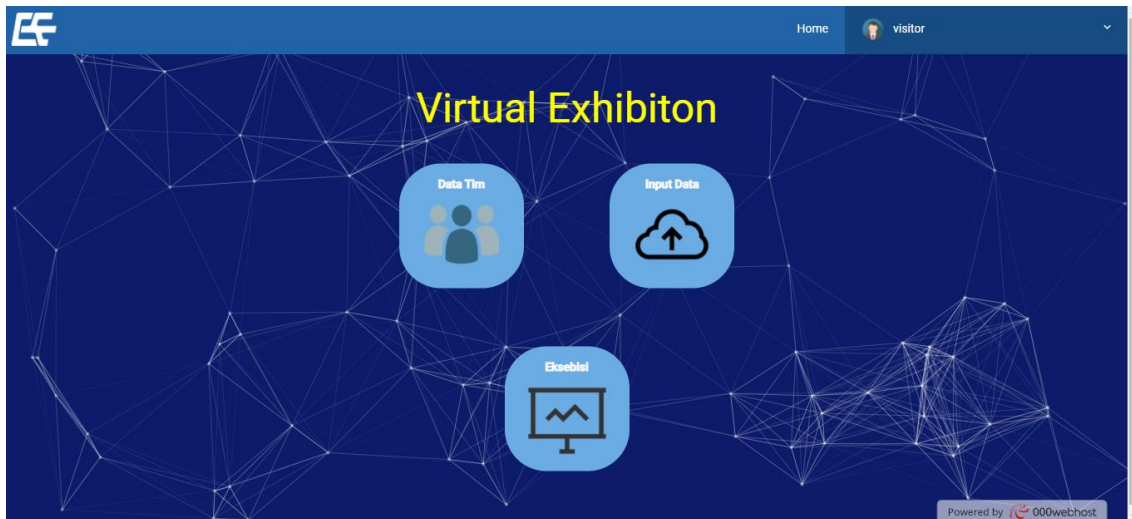 Home
visitor
Virtual Exhibiton
Data Tim
Input Data
Eksebisi
Powered by 000webhost